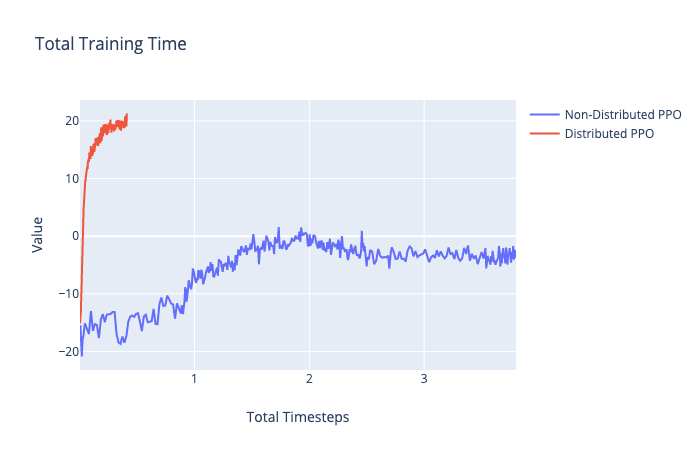 Total Training Time
Non-Distributed PPO
Distributed PPO
20
10
0
−10
−20
Value
1
2
3
Total Timesteps